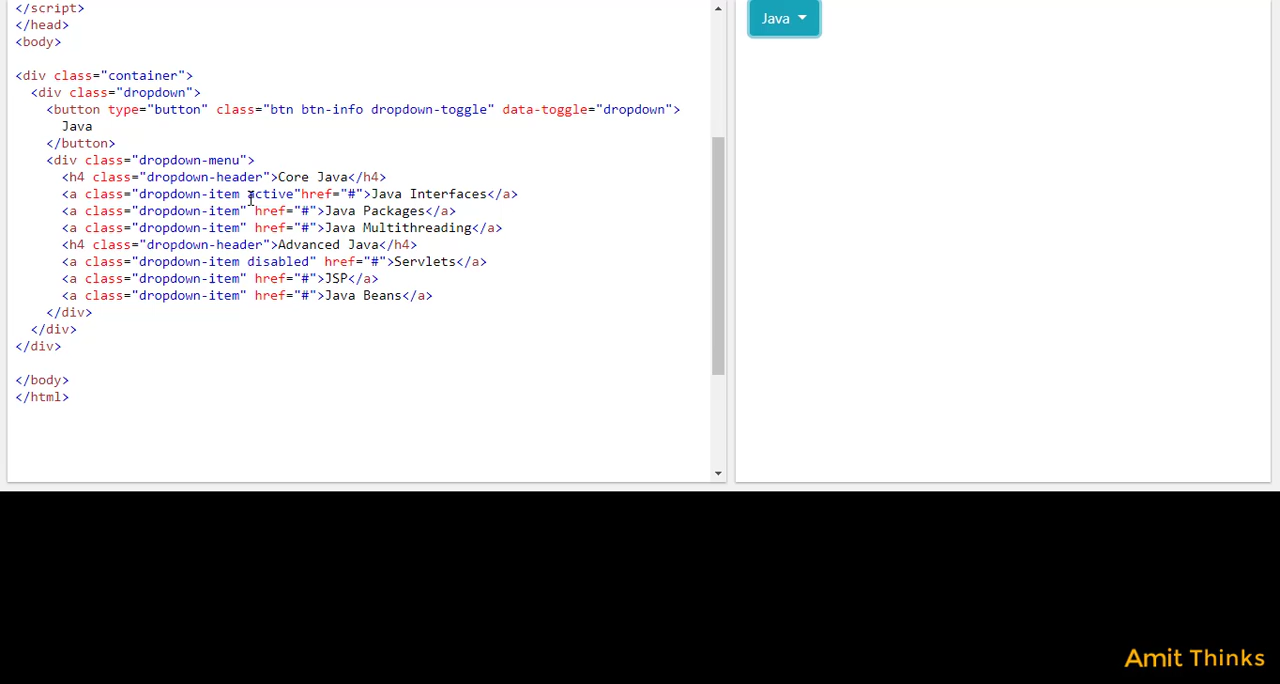 </script>
</head>
<body>
<div class="container">
<div class="dropdown">
<button type="button" class="btn btn-info dropdown-toggle" data-toggle="dropdown">
Java
</button>
<div class="dropdown-menu">
<h4 class="dropdown-header">Core Java</h4>
<a class="dropdown-item active"href="#">Java Interfaces</a>
<a class="dropdown-item" href="#">Java Packages</a>
<a class="dropdown-item" href="#">Java Multithreading</a>
<h4 class="dropdown-header">Advanced Java</h4>
<a class="dropdown-item disabled" href="#">Servlets</a>
<a class="dropdown-item" href="#">JSP</a>
<a class="dropdown-item" href="#">Java Beans</a>
</div>
</div>
</div>
</body>
</html>
Java
Amit Thinks